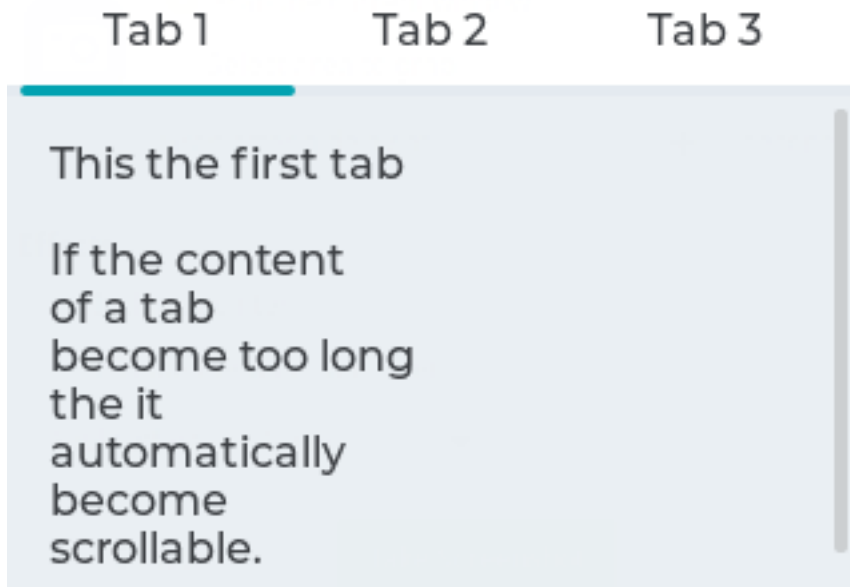 Tab 1 Tab 2 Tab 3
This the first tab
If the content
of a tab
become too long
the it
automatically
become
scrollable.